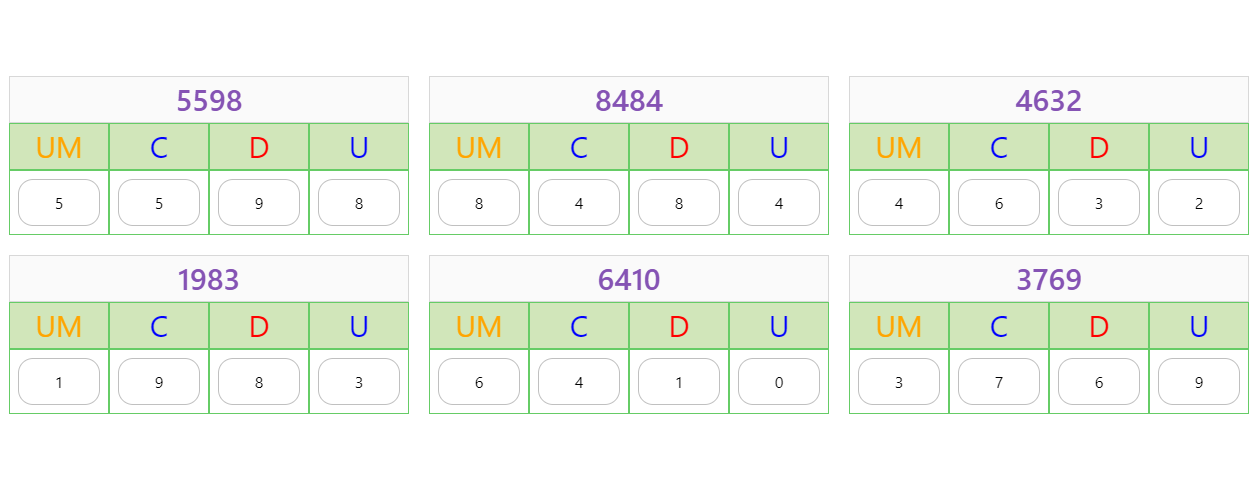 5598 8484 4632
UM C D U UM C D U UM C D U
5 5 9 8 8 4 8 4 4 6 3 2
1983 6410 3769
UM C D U UM C D U UM C D U
1 9 8 3 6 4 1 0 3 7 6 9